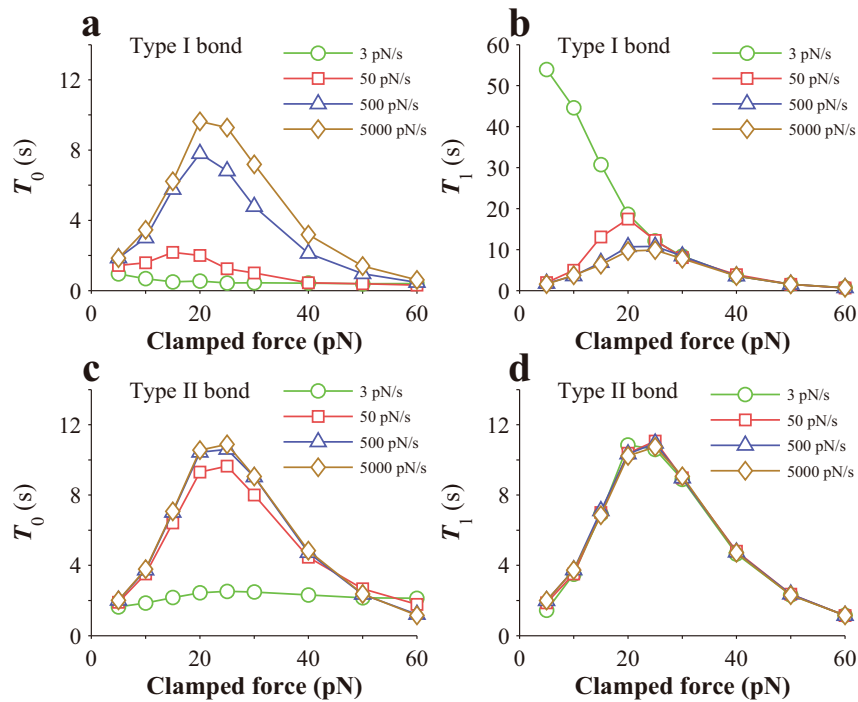 a
Type I bond
3 pN/s
50 pN/s
500 pN/s
5000 pN/s
14
12
8
4
0
T0 (s)
0
20
40
60
Clamped force (pN)
b
Type I bond
3 pN/s
50 pN/s
500 pN/s
5000 pN/s
60
50
40
30
20
10
0
T1 (s)
0
20
40
60
Clamped force (pN)
c
Type II bond
3 pN/s
50 pN/s
500 pN/s
5000 pN/s
12
8
4
0
T0 (s)
0
20
40
60
Clamped force (pN)
d
Type II bond
3 pN/s
50 pN/s
500 pN/s
5000 pN/s
12
8
4
0
T1 (s)
0
20
40
60
Clamped force (pN)